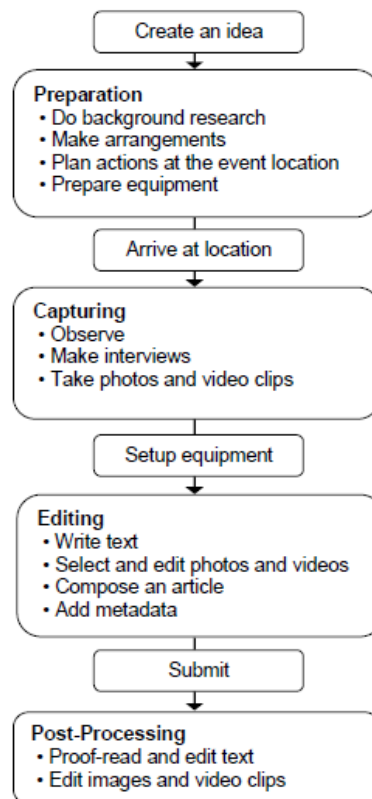 Create an idea
Preparation
• Do background research
• Make arrangements
• Plan actions at the event location
• Prepare equipment
Arrive at location
Capturing
• Observe
• Make interviews
• Take photos and video clips
Setup equipment
Editing
• Write text
• Select and edit photos and videos
• Compose an article
• Add metadata
Submit
Post-Processing
• Proof-read and edit text
• Edit images and video clips